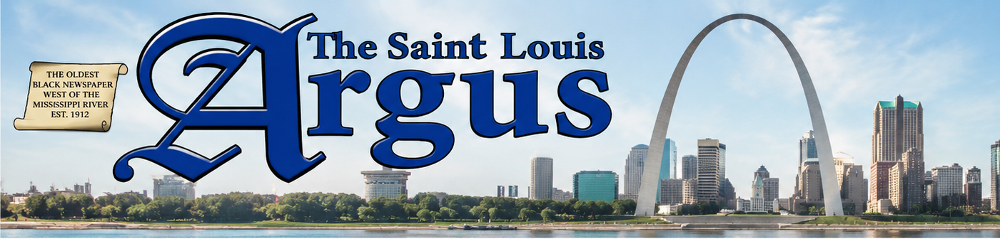 THE OLDEST
BLACK NEWSPAPER
WEST OF THE
MISSISSIPPI RIVER
EST. 1912
The Saint Louis
Argus